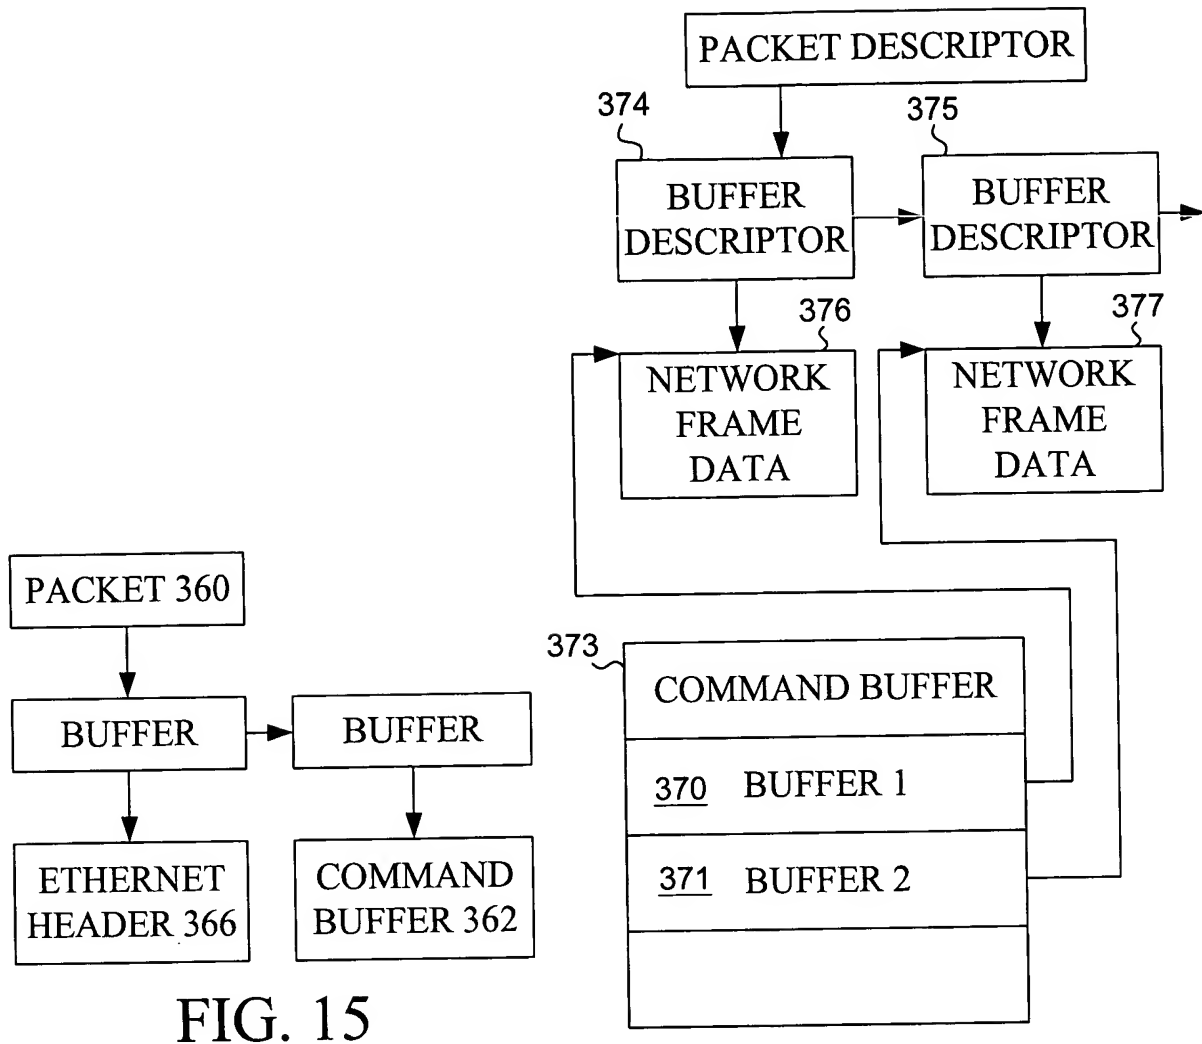 PACKET DESCRIPTOR
374
375
BUFFER
DESCRIPTOR
BUFFER
DESCRIPTOR
376
377
NETWORK
FRAME
DATA
NETWORK
FRAME
DATA
PACKET 360
BUFFER
BUFFER
ETHERNET
HEADER 366
COMMAND
BUFFER 362
FIG. 15
373
COMMAND BUFFER
370 BUFFER 1
371 BUFFER 2